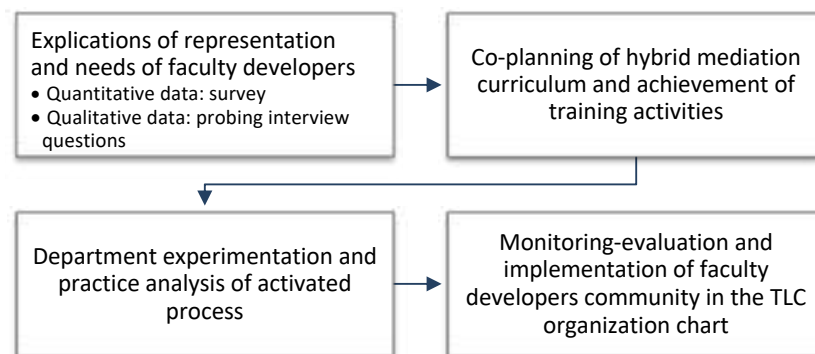 Explications of representation
and needs of faculty developers
• Quantitative data: survey
• Qualitative data: probing interview
questions
Co-planning of hybrid mediation
curriculum and achievement of
training activities
Department experimentation and
practice analysis of activated
process
Monitoring-evaluation and
implementation of faculty
developers community in the TLC
organization chart